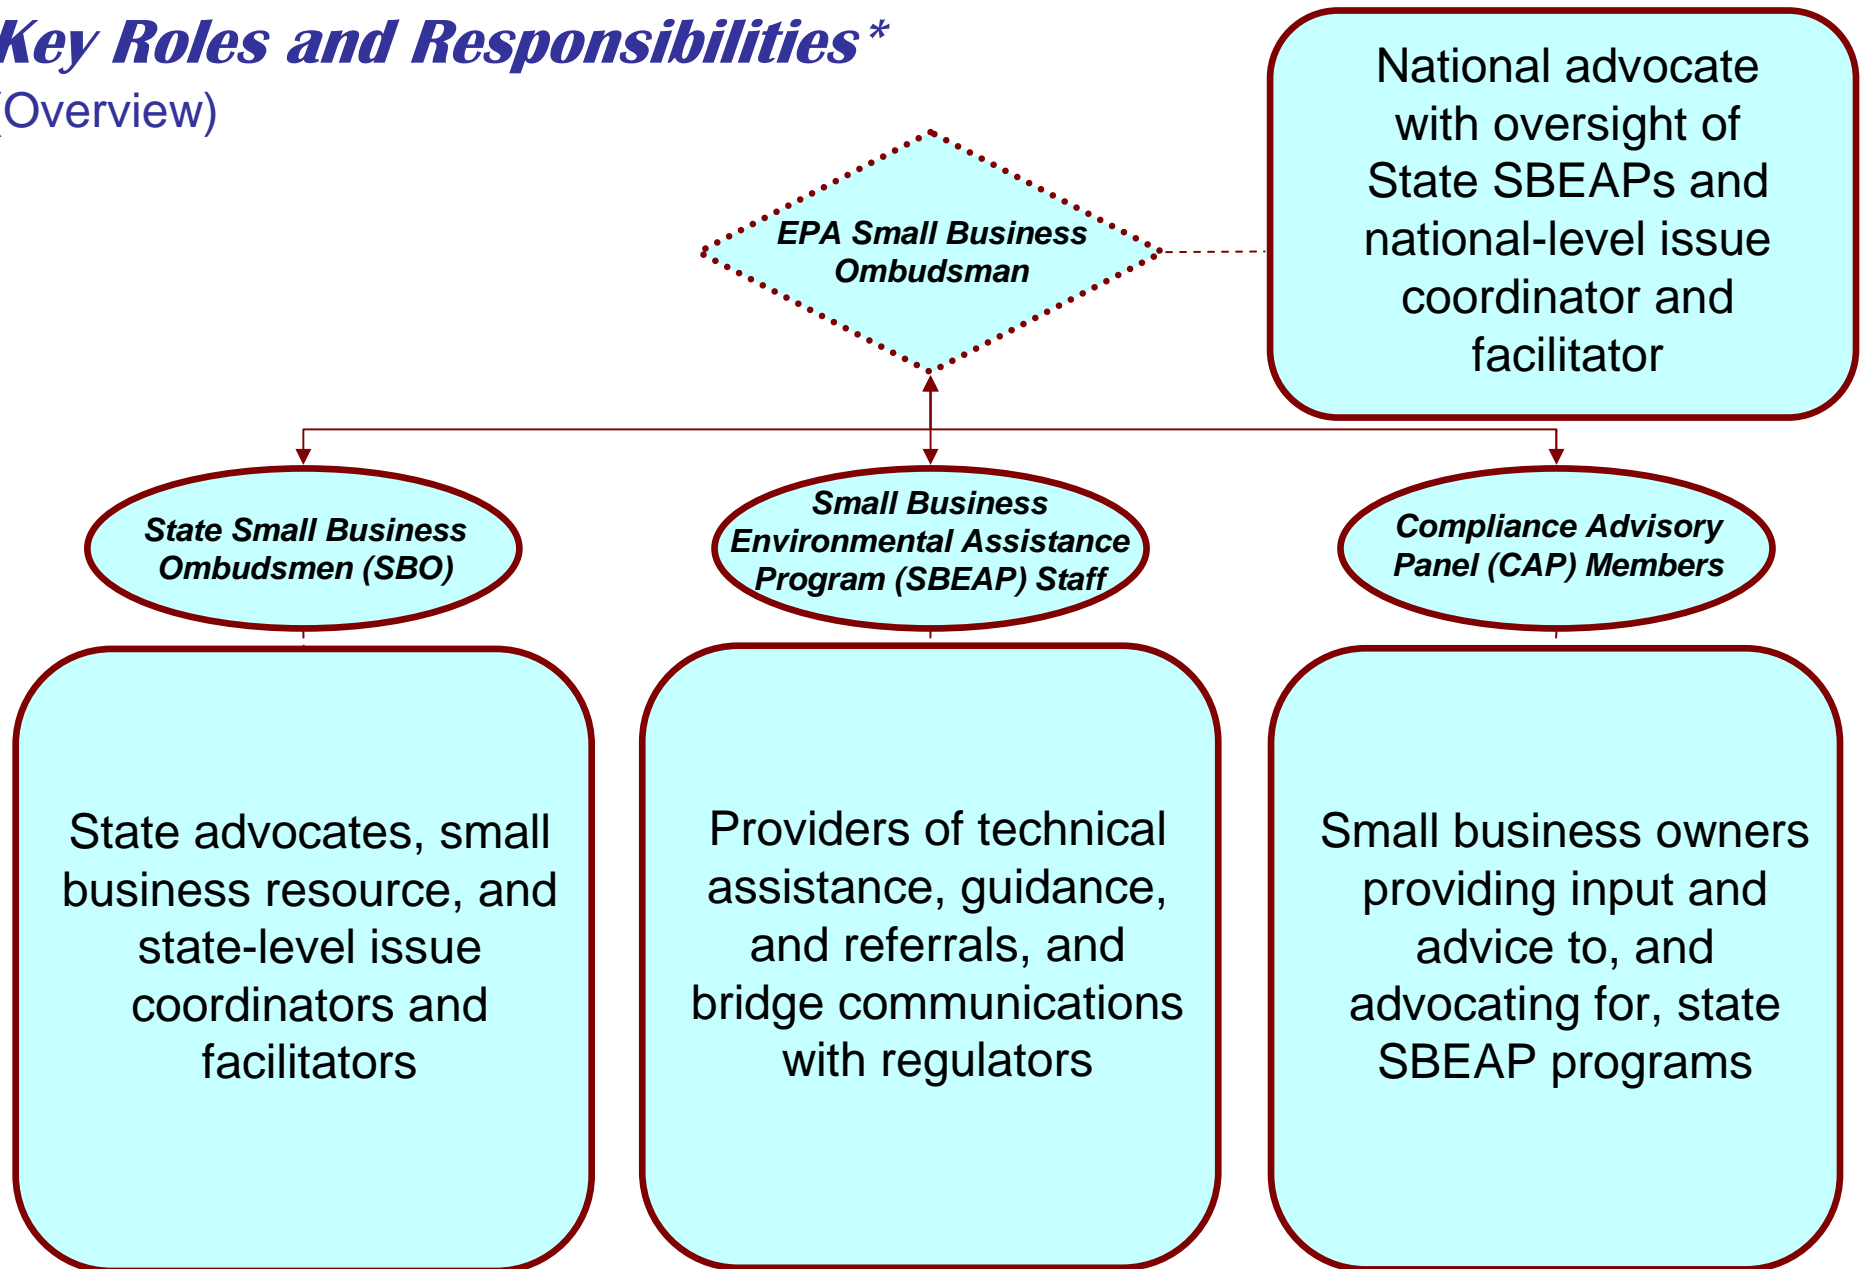 Key Roles and Responsibilities*
(Overview)
National advocate
with oversight of
State SBEAPs and
national-level issue
coordinator and
facilitator
EPA Small Business
Ombudsman
State Small Business
Ombudsmen (SBO)
Small Business
Environmental Assistance
Program (SBEAP) Staff
Compliance Advisory
Panel (CAP) Members
State advocates, small
business resource, and
state-level issue
coordinators and
facilitators
Providers of technical
assistance, guidance,
and referrals, and
bridge communications
with regulators
Small business owners
providing input and
advice to, and
advocating for, state
SBEAP programs